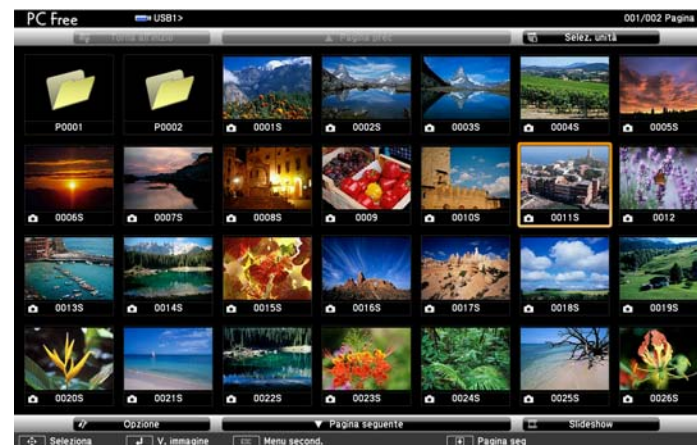 PC Free USB1> 001/002 Pagina
Torna all'inizio ▲ Pagina prec Selez. unità
P0001 P0002 0001S 0002S 0003S 0004S 0005S
0006S 0007S 0008S 0009 0010S 0011S 0012
0013S 0014S 0015S 0016S 0017S 0018S 0019S
0020S 0021S 0022S 0023S 0024S 0025S 0026S
Opzione ▼ Pagina seguente Slideshow
Seleziona V. immagine ESC Menu second. Pagina seg